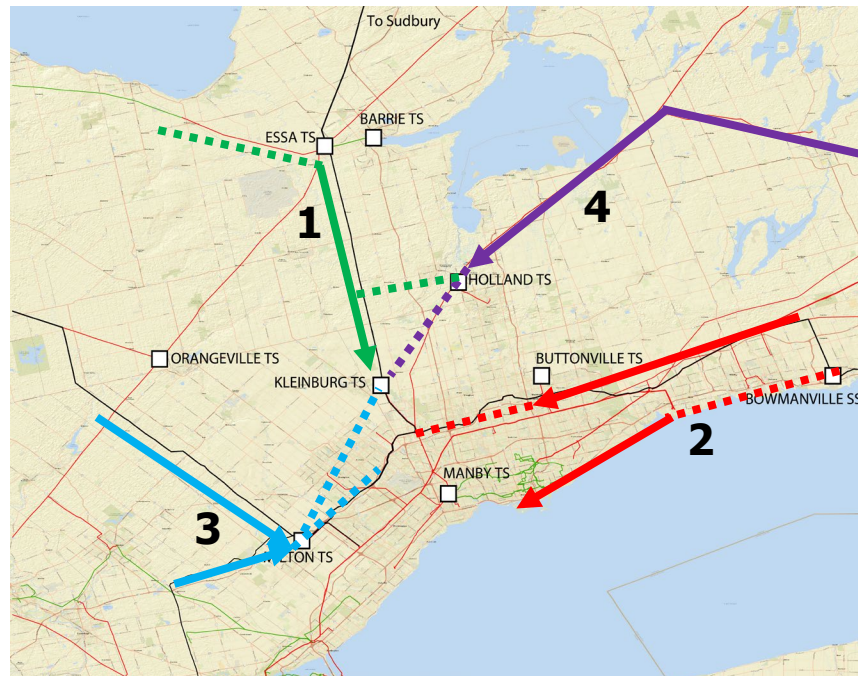 To Sudbury
BARRIE TS
ESSA TS
1
4
HOLLAND TS
ORANGEVILLE TS
BUTTONVILLE TS
KLEINBURG TS
BOWMANVILLE SS
2
MANBY TS
3
MILTON TS